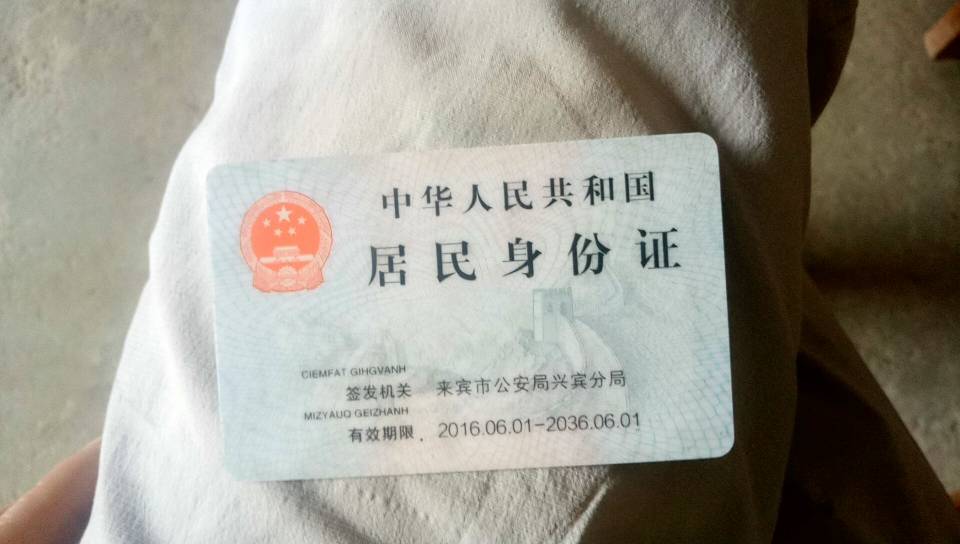 中华人民共和国
居民身份证
CIEMFAT GIHGVANH
签发机关 来宾市公安局兴宾分局
MIZYAUQ GEIZHANH
有效期限 2016.06.01-2036.06.01